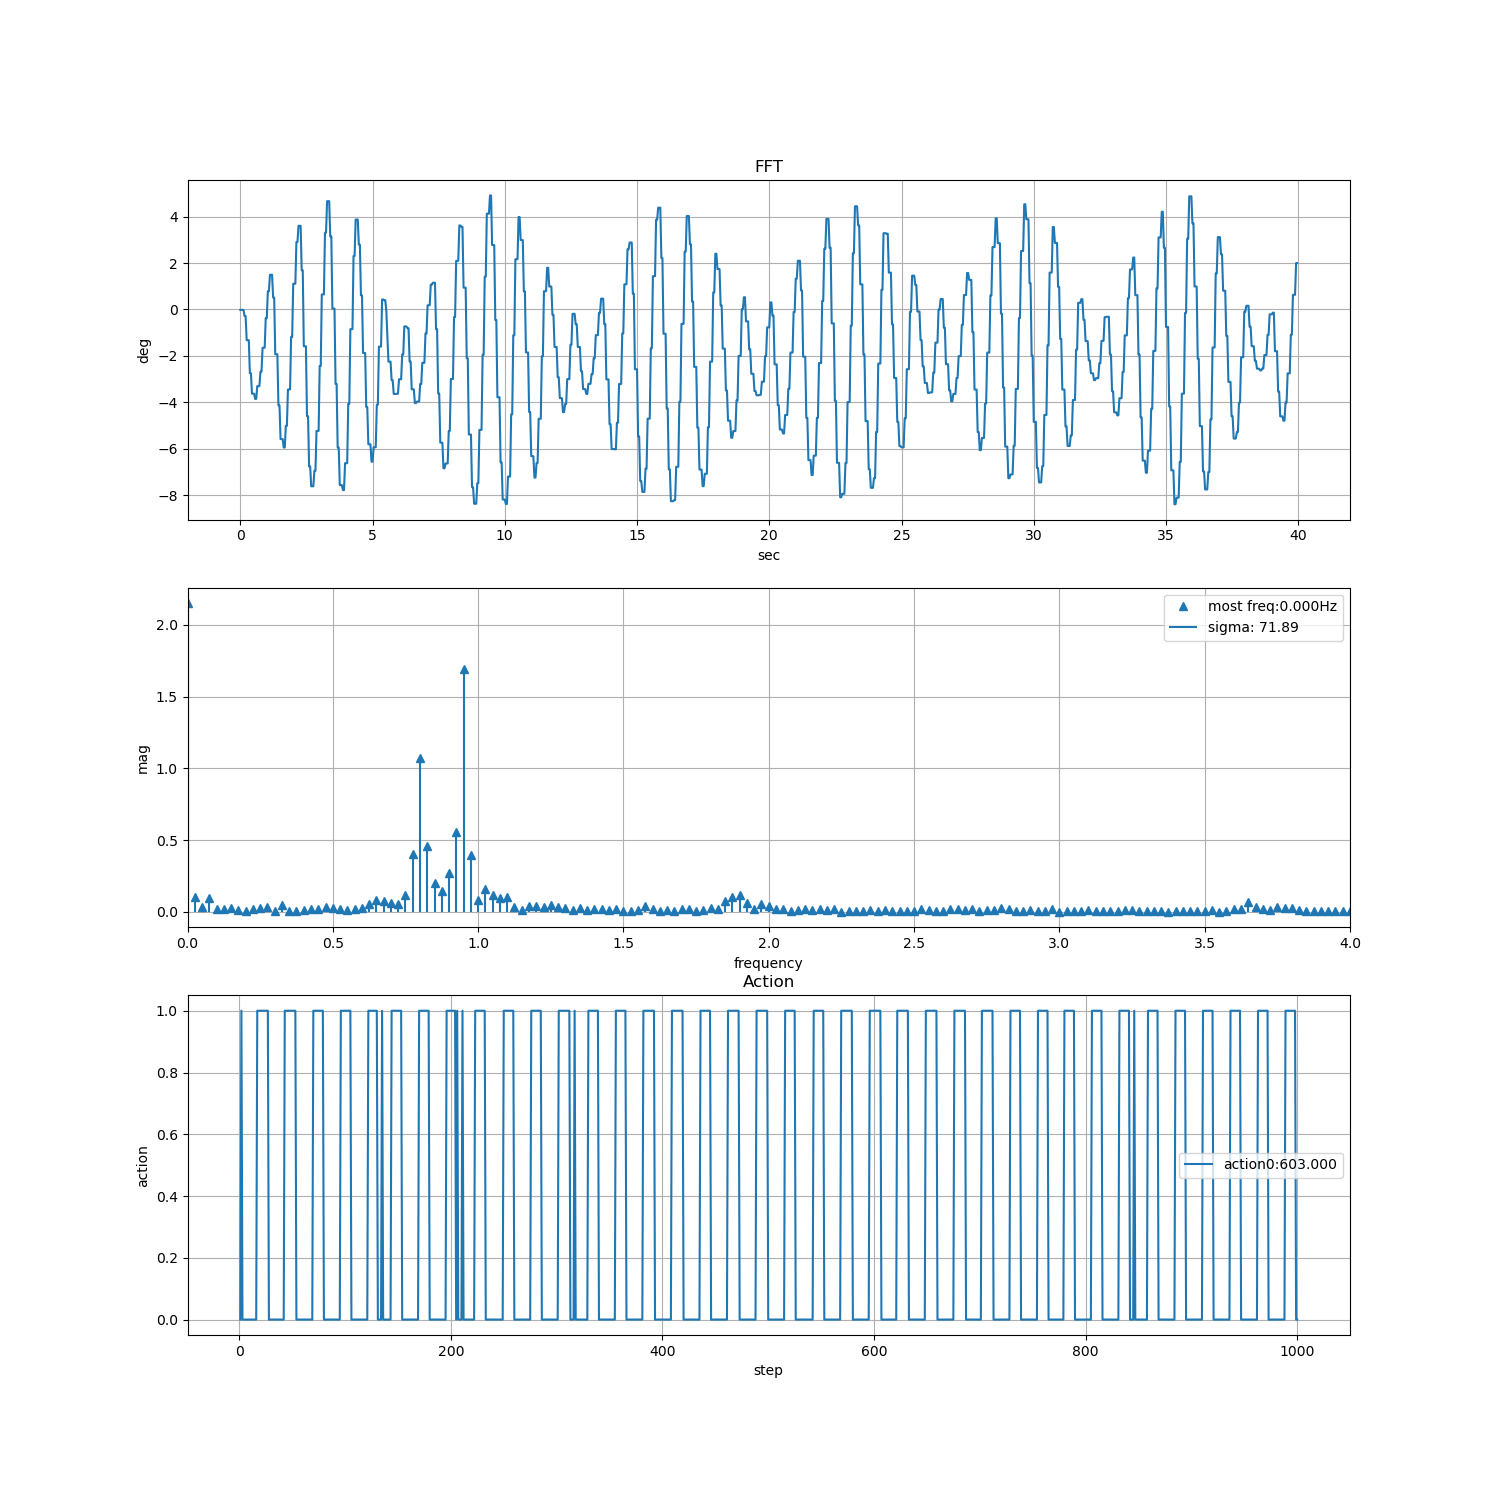 FFT
4
2
0
−2
−4
−6
−8
deg
0 5 10 15 20 25 30 35 40
sec
most freq:0.000Hz
sigma: 71.89
2.0
1.5
1.0
0.5
0.0
mag
0.0 0.5 1.0 1.5 2.0 2.5 3.0 3.5 4.0
frequency
Action
1.0
0.8
0.6
0.4
0.2
0.0
action
action0:603.000
0 200 400 600 800 1000
step